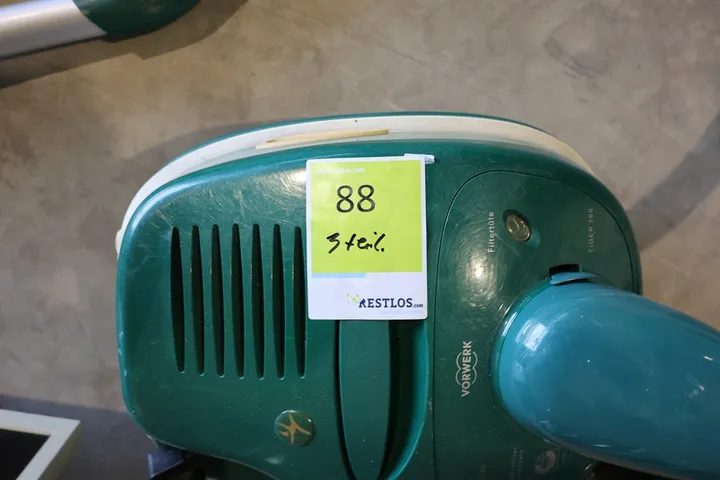 88
3 teil.
RESTLOS.com
Filtertüte
TIGER 260
VORWERK